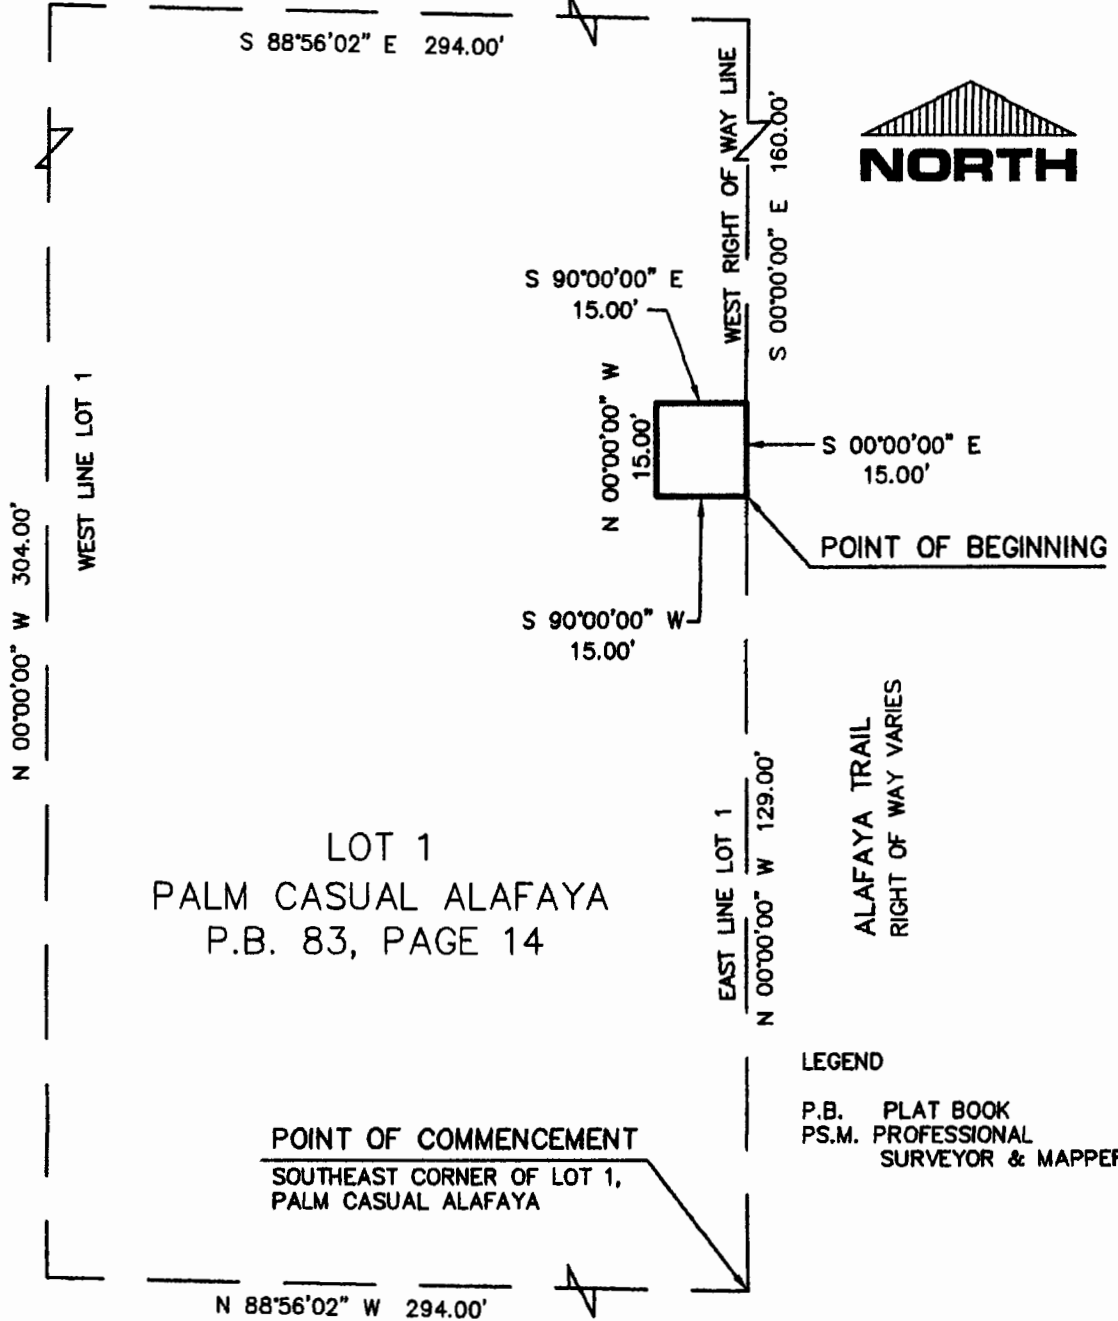 S 88°56'02" E 294.00'
WEST RIGHT OF WAY LINE
S 00°00'00" E 160.00'
NORTH
S 90°00'00" E
15.00'
N 00°00'00" W
15.00'
S 00°00'00" E
15.00'
POINT OF BEGINNING
S 90°00'00" W
15.00'
WEST LINE LOT 1
N 00°00'00" W 304.00'
LOT 1
PALM CASUAL ALAFAYA
P.B. 83, PAGE 14
EAST LINE LOT 1
N 00°00'00" W 129.00'
ALAFAYA TRAIL
RIGHT OF WAY VARIES
LEGEND
P.B. PLAT BOOK
PS.M. PROFESSIONAL
SURVEYOR & MAPPER
POINT OF COMMENCEMENT
SOUTHEAST CORNER OF LOT 1,
PALM CASUAL ALAFAYA
N 88°56'02" W 294.00'